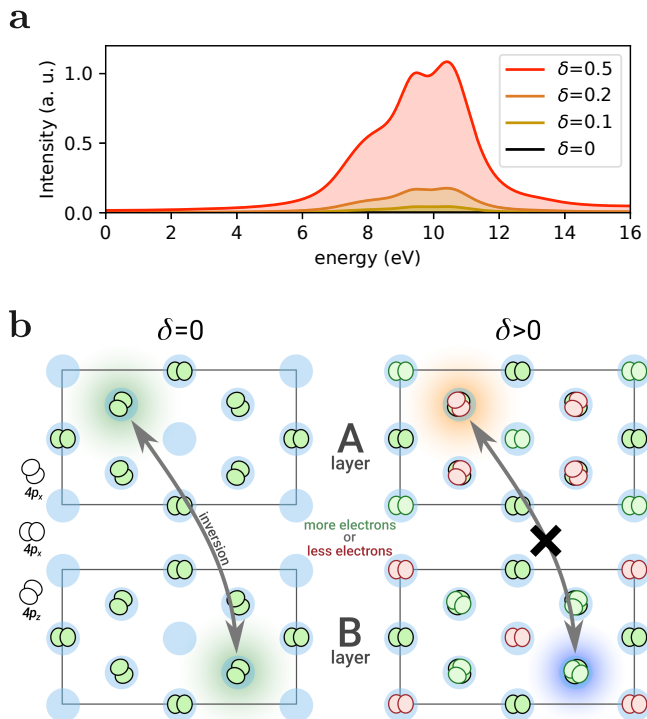 a
Intensity (a. u.)
1.0
0.5
0.0
δ=0.5
δ=0.2
δ=0.1
δ=0
0 2 4 6 8 10 12 14 16
energy (eV)
b
δ=0 δ>0
A
layer
4pₓ
4pₓ
4p_z
inversion
more electrons
or
less electrons
B
layer